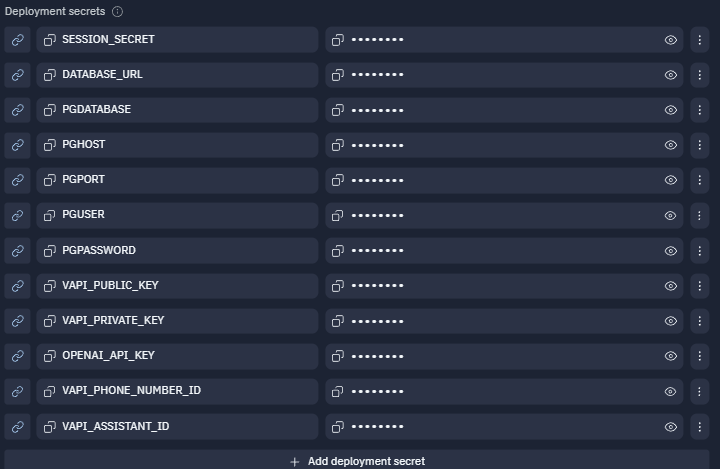 Deployment secrets
SESSION_SECRET ••••••••
DATABASE_URL ••••••••
PGDATABASE ••••••••
PGHOST ••••••••
PGPORT ••••••••
PGUSER ••••••••
PGPASSWORD ••••••••
VAPI_PUBLIC_KEY ••••••••
VAPI_PRIVATE_KEY ••••••••
OPENAI_API_KEY ••••••••
VAPI_PHONE_NUMBER_ID ••••••••
VAPI_ASSISTANT_ID ••••••••
+ Add deployment secret